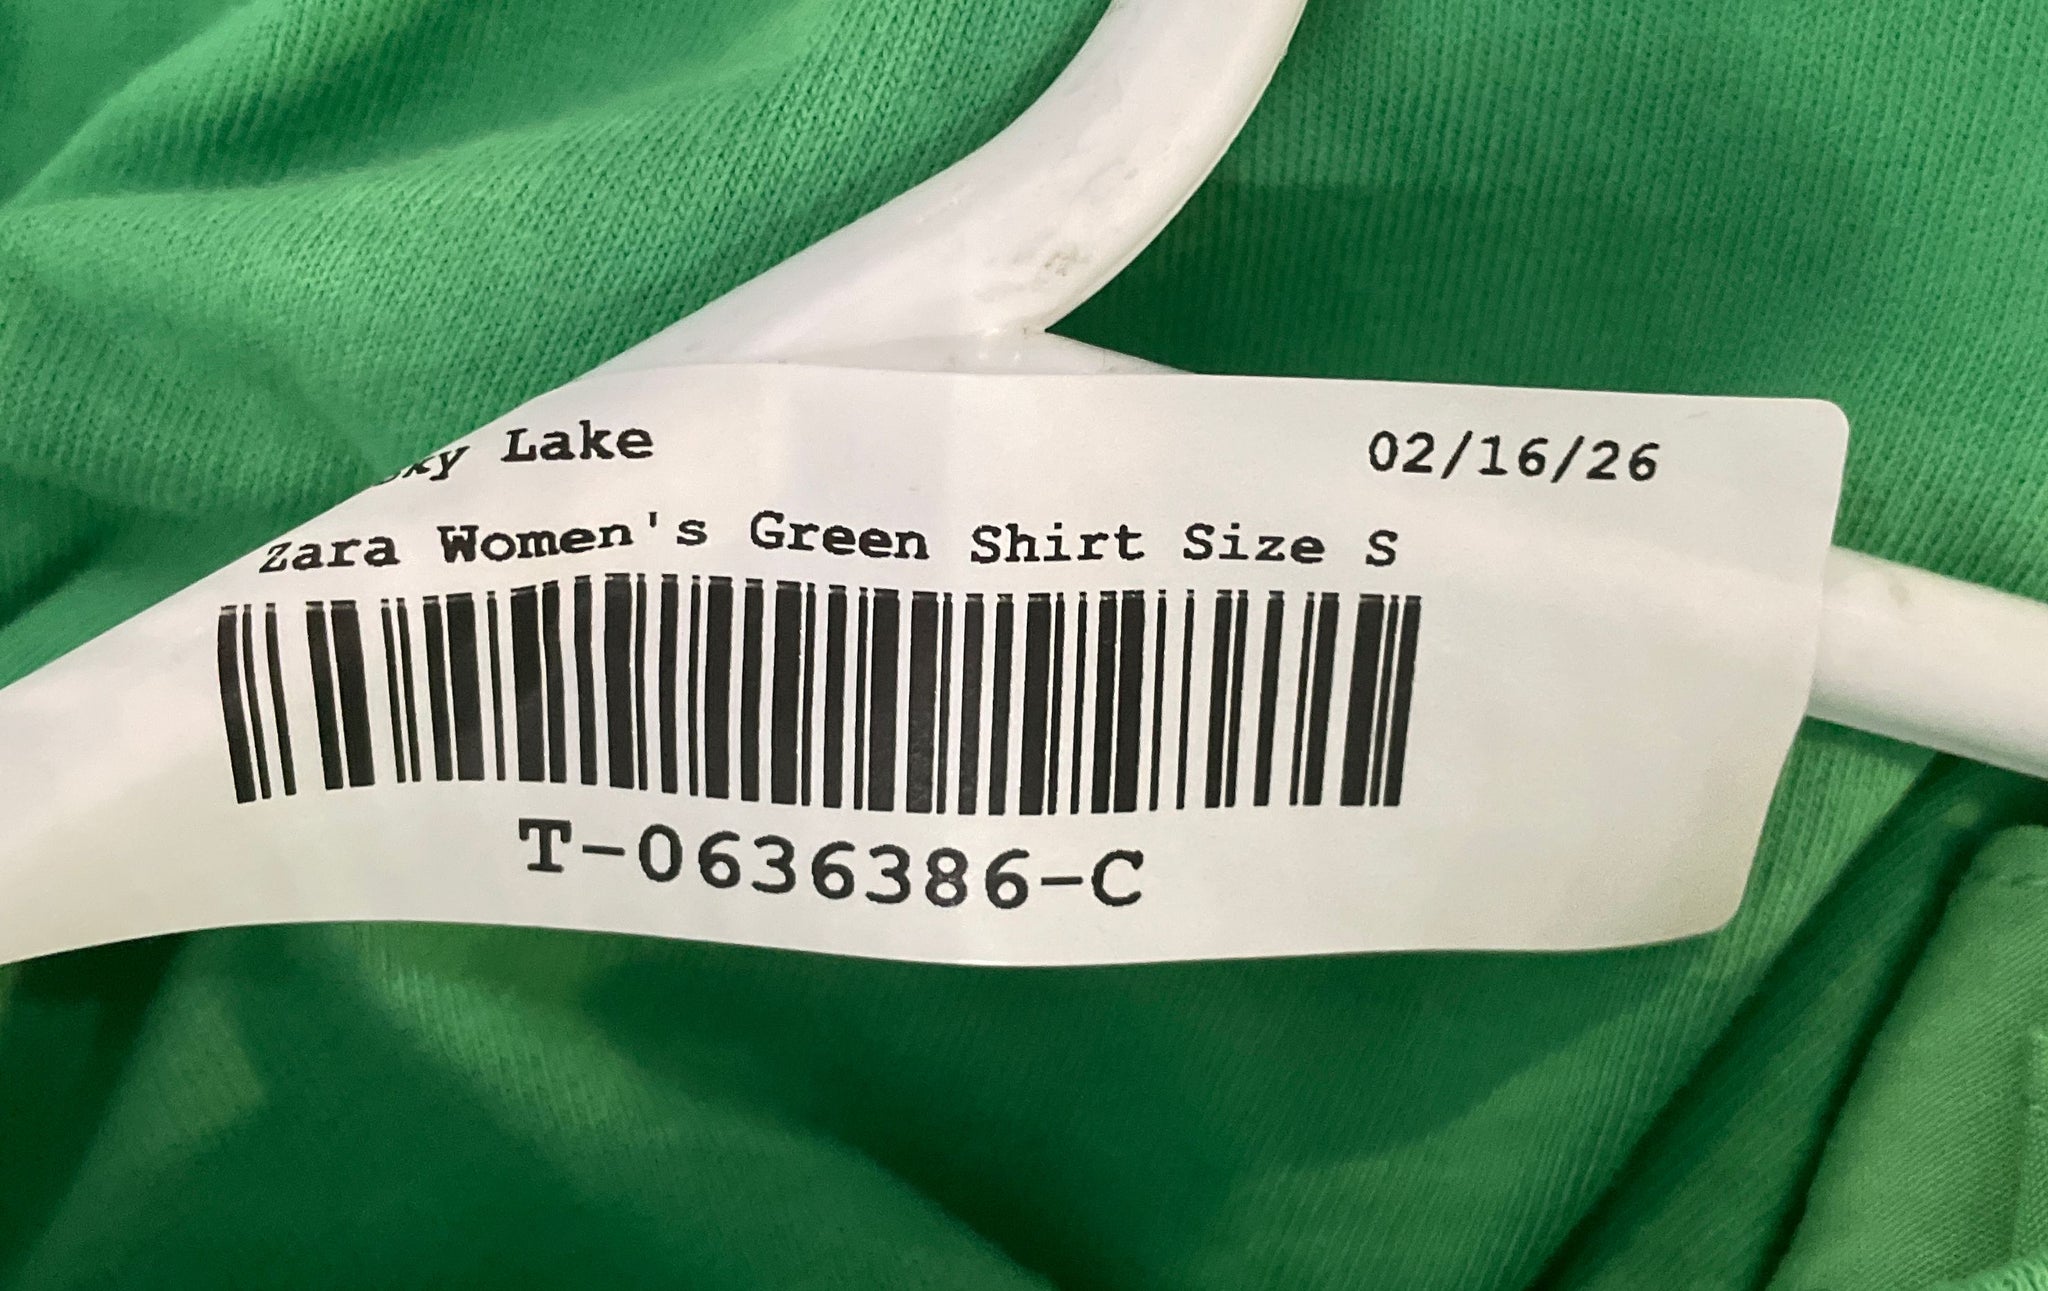 Lake 02/16/26
Zara Women's Green Shirt Size S
T-0636386-C